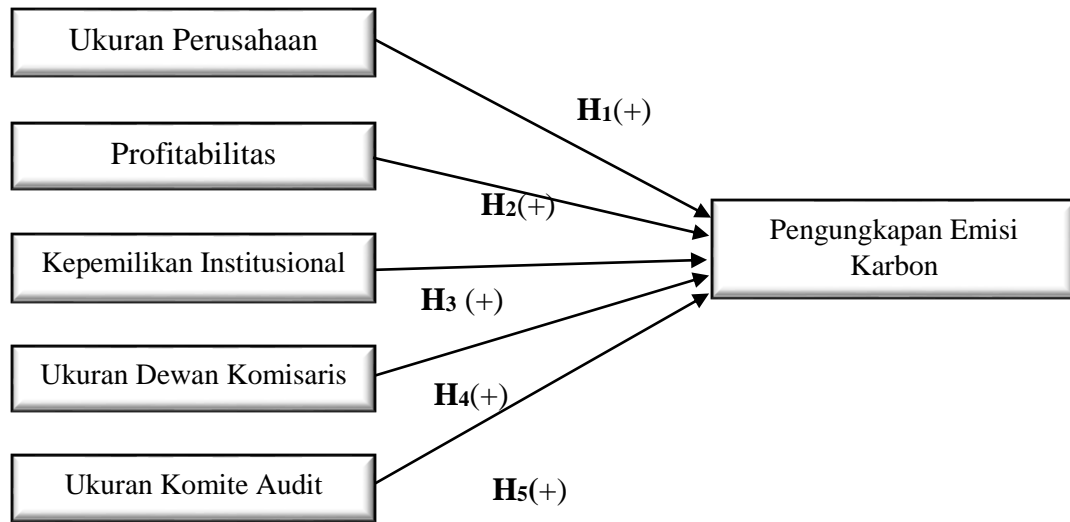 Ukuran Perusahaan
H1(+)
Profitabilitas
H2(+)
Pengungkapan Emisi
Karbon
Kepemilikan Institusional
H3 (+)
Ukuran Dewan Komisaris
H4(+)
Ukuran Komite Audit
H5(+)